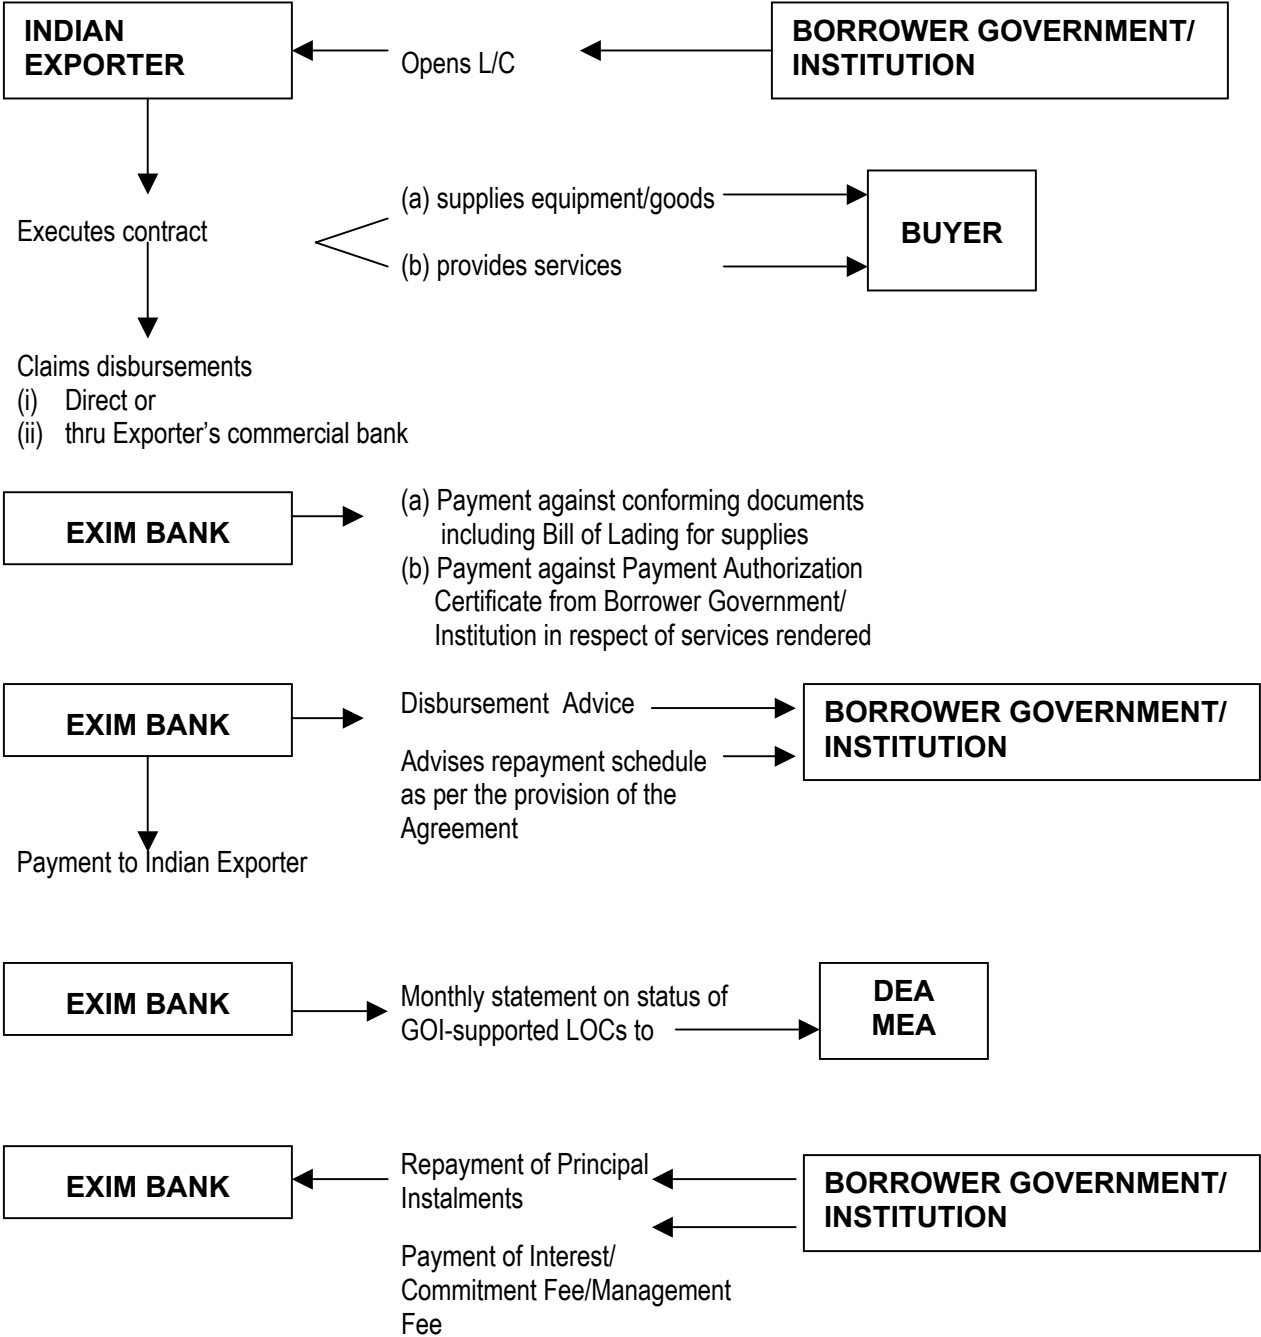 INDIAN
EXPORTER
Opens L/C
BORROWER GOVERNMENT/
INSTITUTION
Executes contract
(a) supplies equipment/goods
(b) provides services
BUYER
Claims disbursements
(i) Direct or
(ii) thru Exporter’s commercial bank
EXIM BANK
(a) Payment against conforming documents
including Bill of Lading for supplies
(b) Payment against Payment Authorization
Certificate from Borrower Government/
Institution in respect of services rendered
EXIM BANK
Disbursement Advice
Advises repayment schedule
as per the provision of the
Agreement
BORROWER GOVERNMENT/
INSTITUTION
Payment to Indian Exporter
EXIM BANK
Monthly statement on status of
GOI-supported LOCs to
DEA
MEA
EXIM BANK
Repayment of Principal
Instalments
Payment of Interest/
Commitment Fee/Management
Fee
BORROWER GOVERNMENT/
INSTITUTION